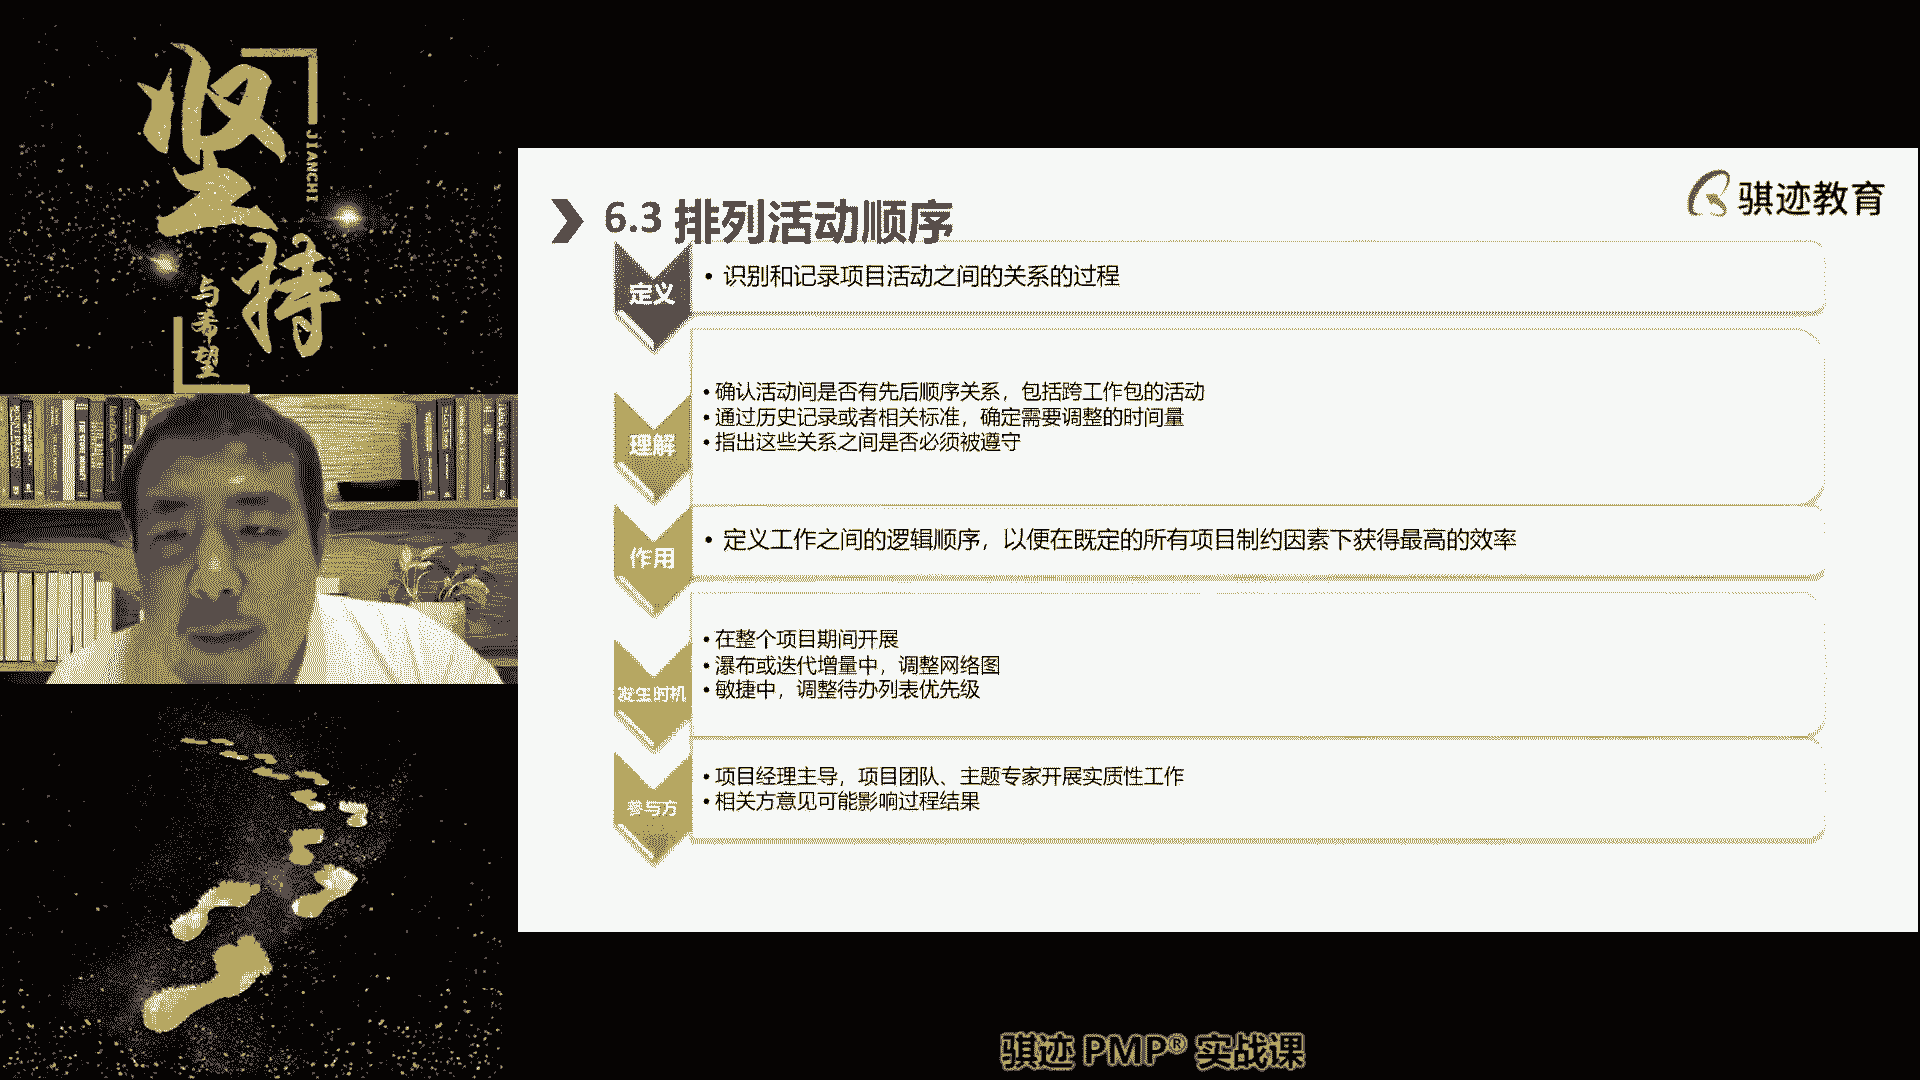 坚持
JIANCHI
与希望
骐迹教育
6.3 排列活动顺序
定义
• 识别和记录项目活动之间的关系的过程
理解
• 确认活动间是否有先后顺序关系，包括跨工作包的活动
• 通过历史记录或者相关标准，确定需要调整的时间量
• 指出这些关系之间是否必须被遵守
作用
• 定义工作之间的逻辑顺序，以便在既定的所有项目制约因素下获得最高的效率
发生时机
• 在整个项目期间开展
• 瀑布或迭代增量中，调整网络图
• 敏捷中，调整待办列表优先级
参与方
• 项目经理主导，项目团队、主题专家开展实质性工作
• 相关方意见可能影响过程结果
骐迹 PMP® 实战课